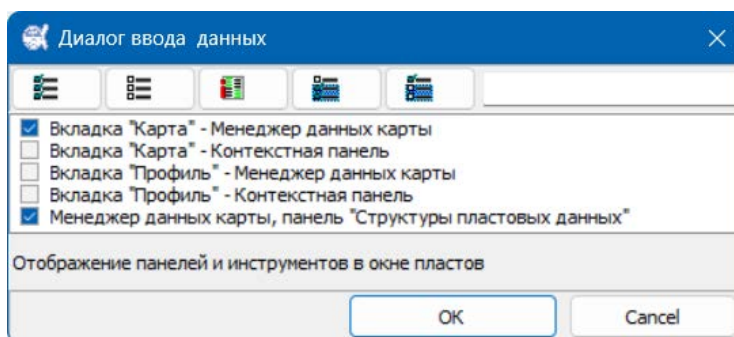 Диалог ввода данных
Вкладка "Карта" - Менеджер данных карты
Вкладка "Карта" - Контекстная панель
Вкладка "Профиль" - Менеджер данных карты
Вкладка "Профиль" - Контекстная панель
Менеджер данных карты, панель "Структуры пластовых данных"
Отображение панелей и инструментов в окне пластов
OK Cancel